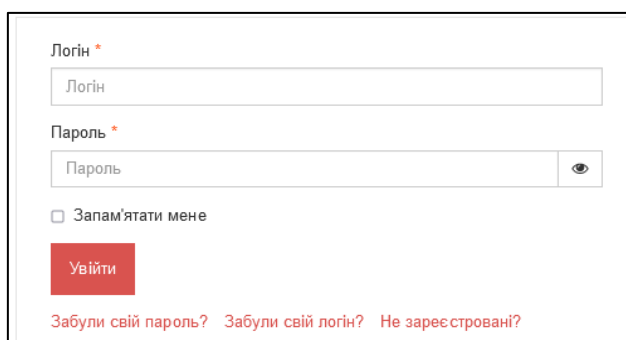 Логін *
Логін
Пароль *
Пароль
Запам'ятати мене
Увійти
Забули свій пароль? Забули свій логін? Не зареєстровані?